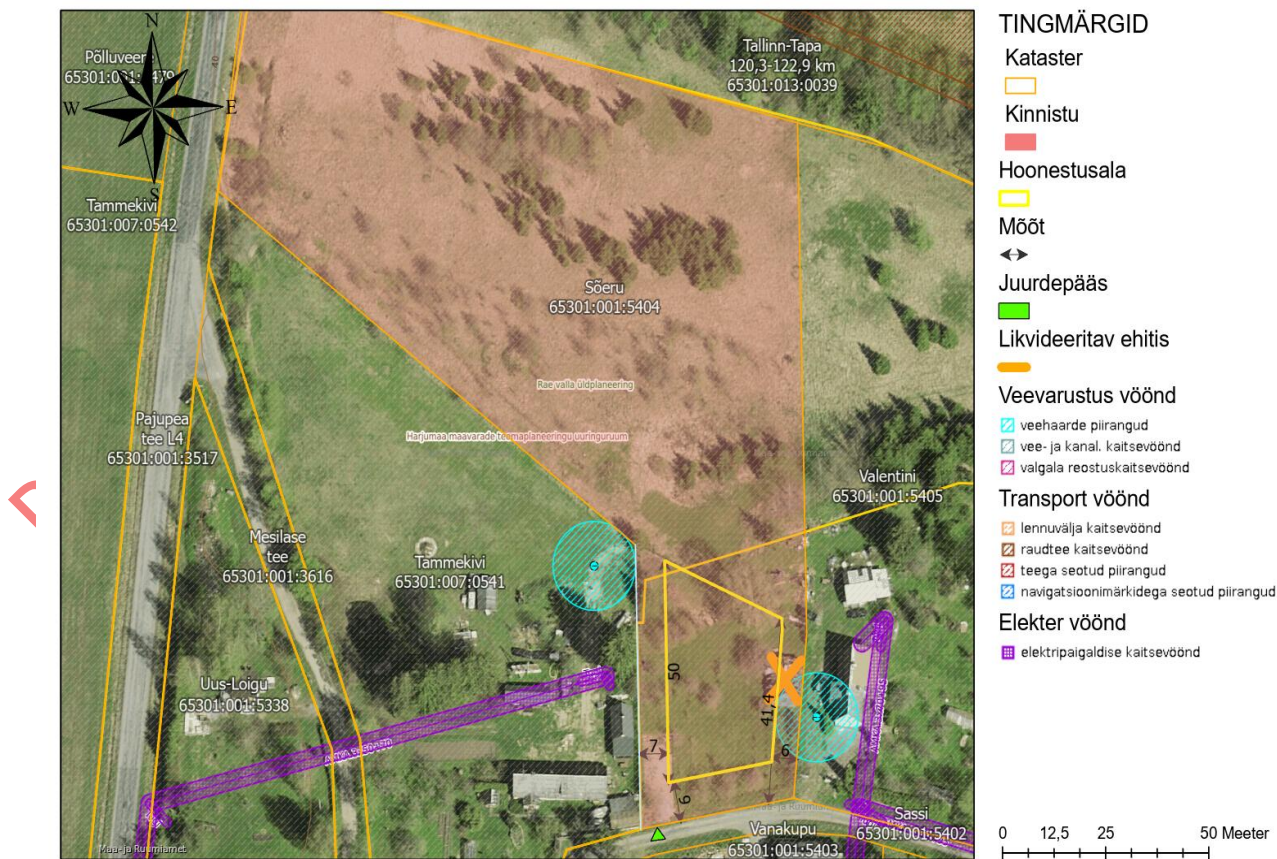 N
W
E
S
Põlluveere
65301:001:3479
Tammekivi
65301:007:0542
Tallinn-Tapa
120,3-122,9 km
65301:013:0039
Sõeru
65301:001:5404
Rae valla üldplaneering
Harjumaa maavarade teemaplaneeringu uuringuruum
Pajupea
tee L4
65301:001:3517
Mesilase
tee
65301:001:3616
Tammekivi
65301:007:0541
Valentini
65301:001:5405
Uus-Loigu
65301:001:5338
50
41,4
7
6
6
Sassi
65301:001:5402
Vanakupu
65301:001:5403
Maa-ja Ruumiamet
TINGMÄRGID
Kataster
Kinnistu
Hoonestusala
Mõõt
Juurdepääs
Likvideeritav ehitis
Veevarustus vöönd
veehaarde piirangud
vee- ja kanal. kaitsevöönd
valgala reostuskaitsevöönd
Transport vöönd
lennuvälja kaitsevöönd
raudtee kaitsevöönd
teega seotud piirangud
navigatsioonimärkidega seotud piirangud
Elekter vöönd
elektripaigaldise kaitsevöönd
0 12,5 25 50 Meeter